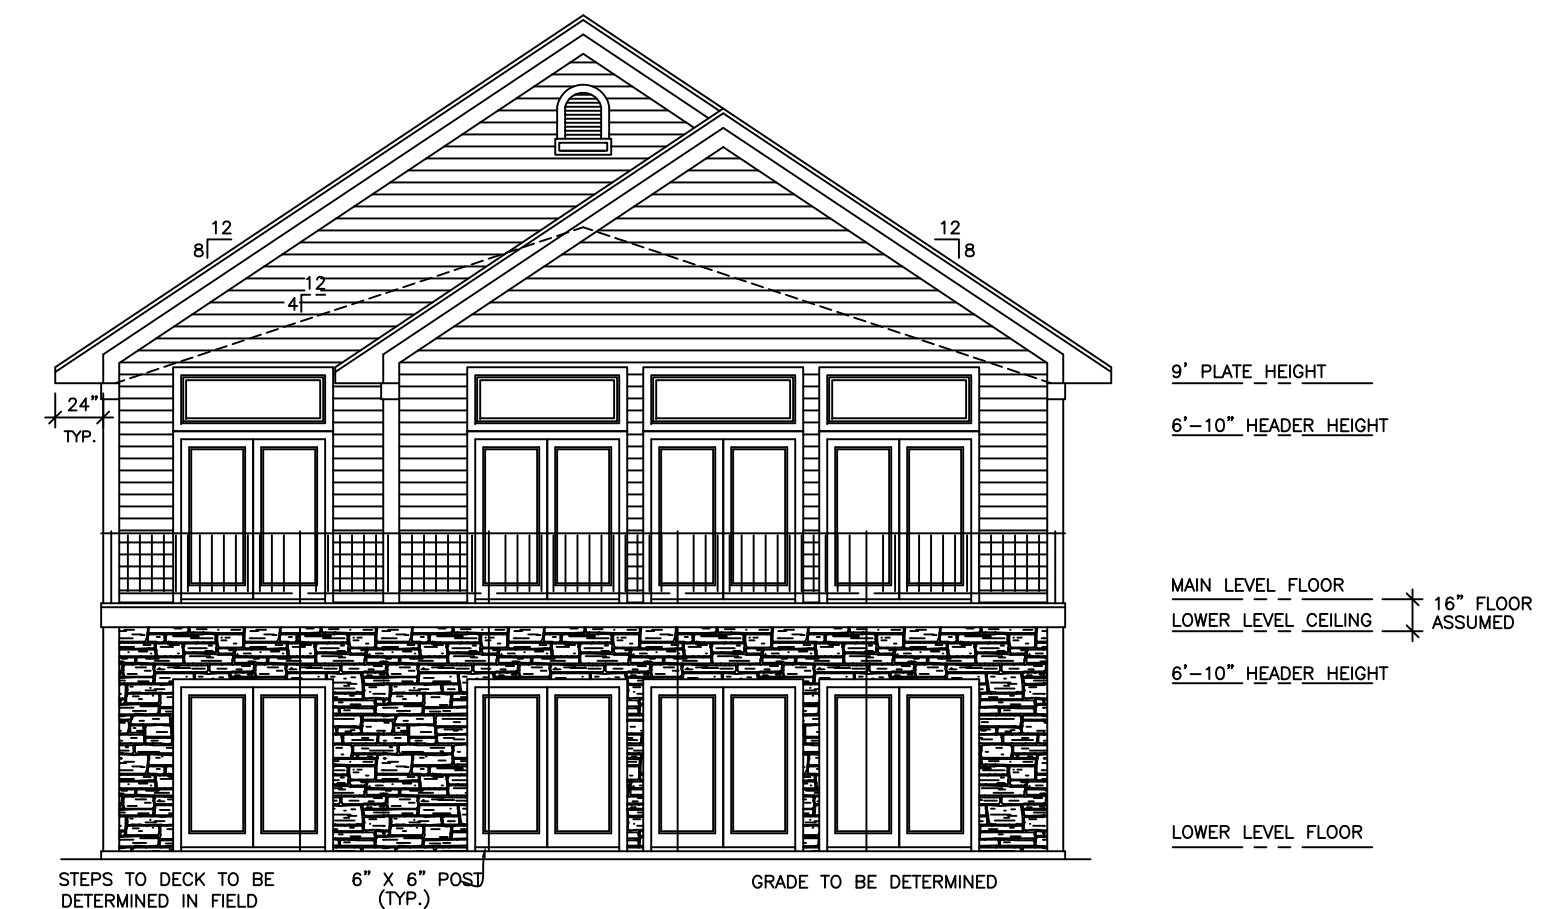 12
8
12
8
12
4
9' PLATE HEIGHT
24"
TYP.
6'-10" HEADER HEIGHT
MAIN LEVEL FLOOR
16" FLOOR
ASSUMED
LOWER LEVEL CEILING
6'-10" HEADER HEIGHT
LOWER LEVEL FLOOR
STEPS TO DECK TO BE
DETERMINED IN FIELD
6" X 6" POST
(TYP.)
GRADE TO BE DETERMINED